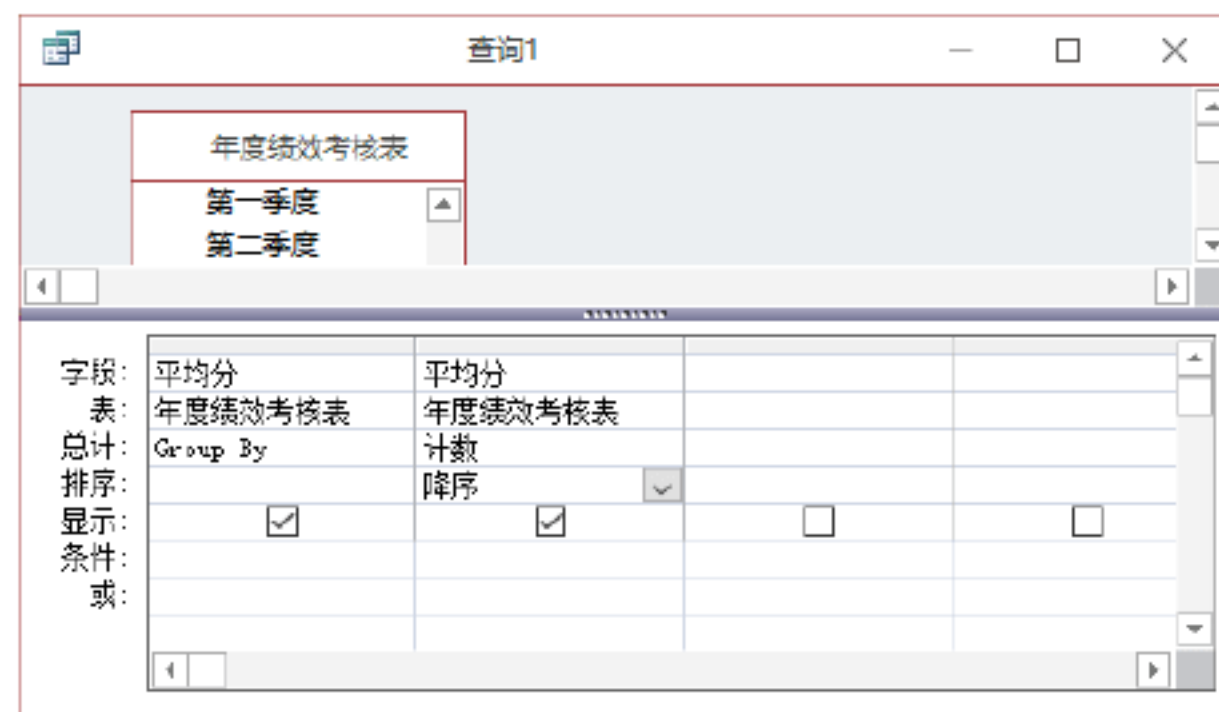 查询1
年度绩效考核表
第一季度
第二季度
字段: 平均分 平均分
表: 年度绩效考核表 年度绩效考核表
总计: Group By 计数
排序: 降序
显示:
条件:
或: